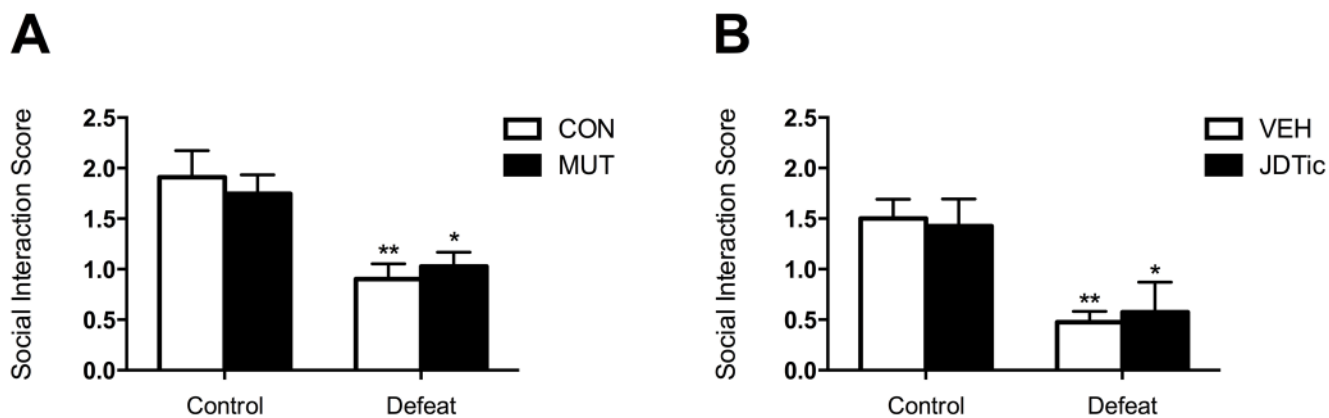 A
Social Interaction Score
2.5
2.0
1.5
1.0
0.5
0.0
CON
MUT
**
*
Control
Defeat
B
Social Interaction Score
2.5
2.0
1.5
1.0
0.5
0.0
VEH
JDTic
**
*
Control
Defeat